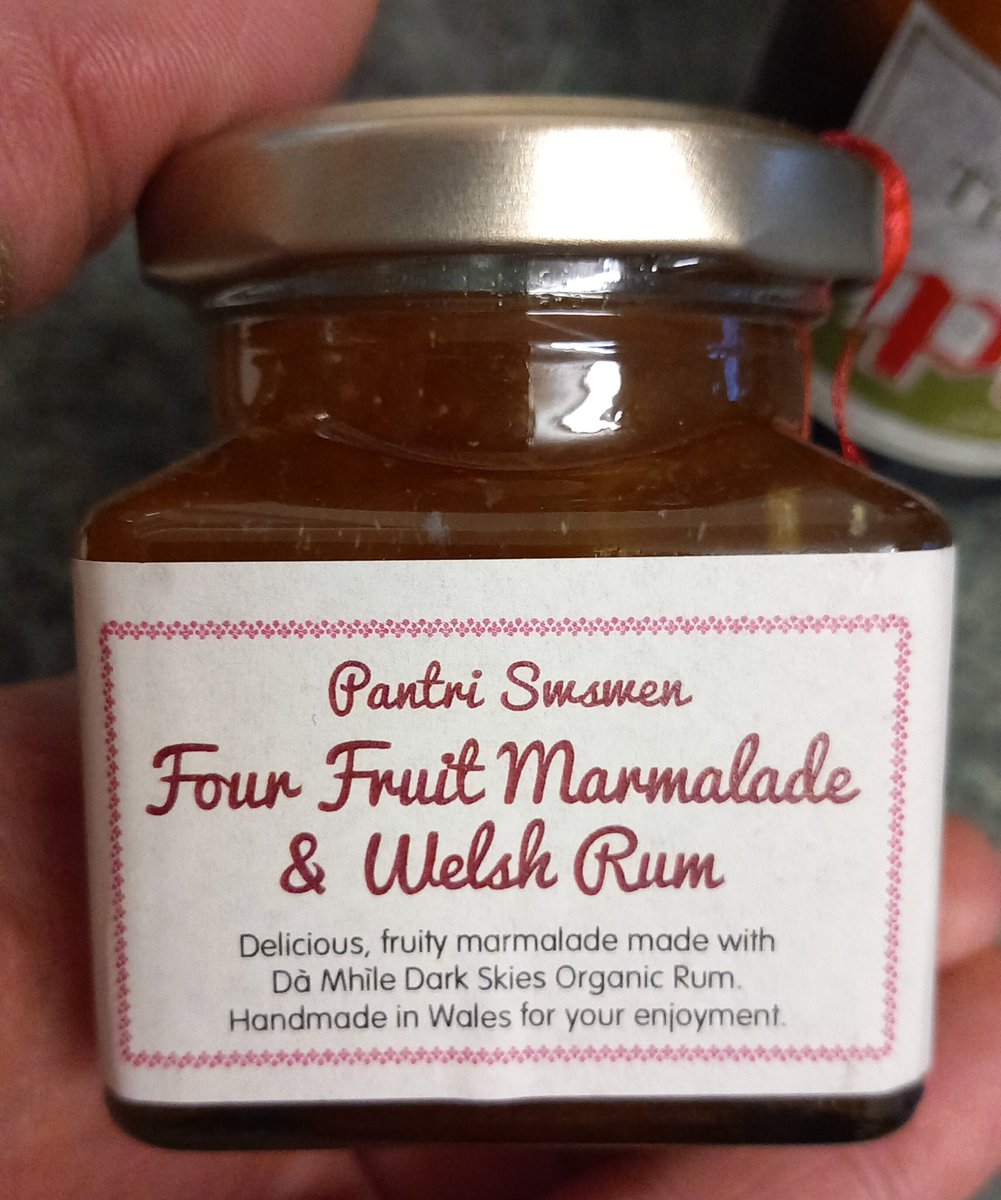 Pantri Swswen
Four Fruit Marmalade
& Welsh Rum
Delicious, fruity marmalade made with
Dà Mhìle Dark Skies Organic Rum.
Handmade in Wales for your enjoyment.